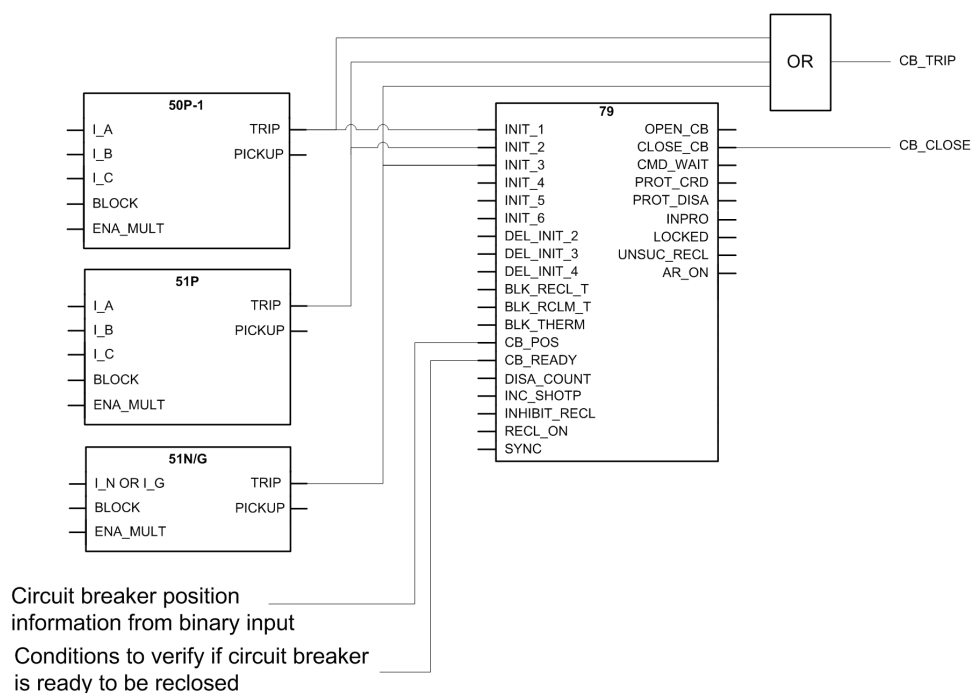 OR
CB_TRIP
50P-1
I_A
I_B
I_C
BLOCK
ENA_MULT
TRIP
PICKUP
79
INIT_1
INIT_2
INIT_3
INIT_4
INIT_5
INIT_6
DEL_INIT_2
DEL_INIT_3
DEL_INIT_4
BLK_RECL_T
BLK_RCLM_T
BLK_THERM
CB_POS
CB_READY
DISA_COUNT
INC_SHOTP
INHIBIT_RECL
RECL_ON
SYNC
OPEN_CB
CLOSE_CB
CMD_WAIT
PROT_CRD
PROT_DISA
INPRO
LOCKED
UNSUC_RECL
AR_ON
CB_CLOSE
51P
I_A
I_B
I_C
BLOCK
ENA_MULT
TRIP
PICKUP
51N/G
I_N OR I_G
BLOCK
ENA_MULT
TRIP
PICKUP
Circuit breaker position
information from binary input
Conditions to verify if circuit breaker
is ready to be reclosed